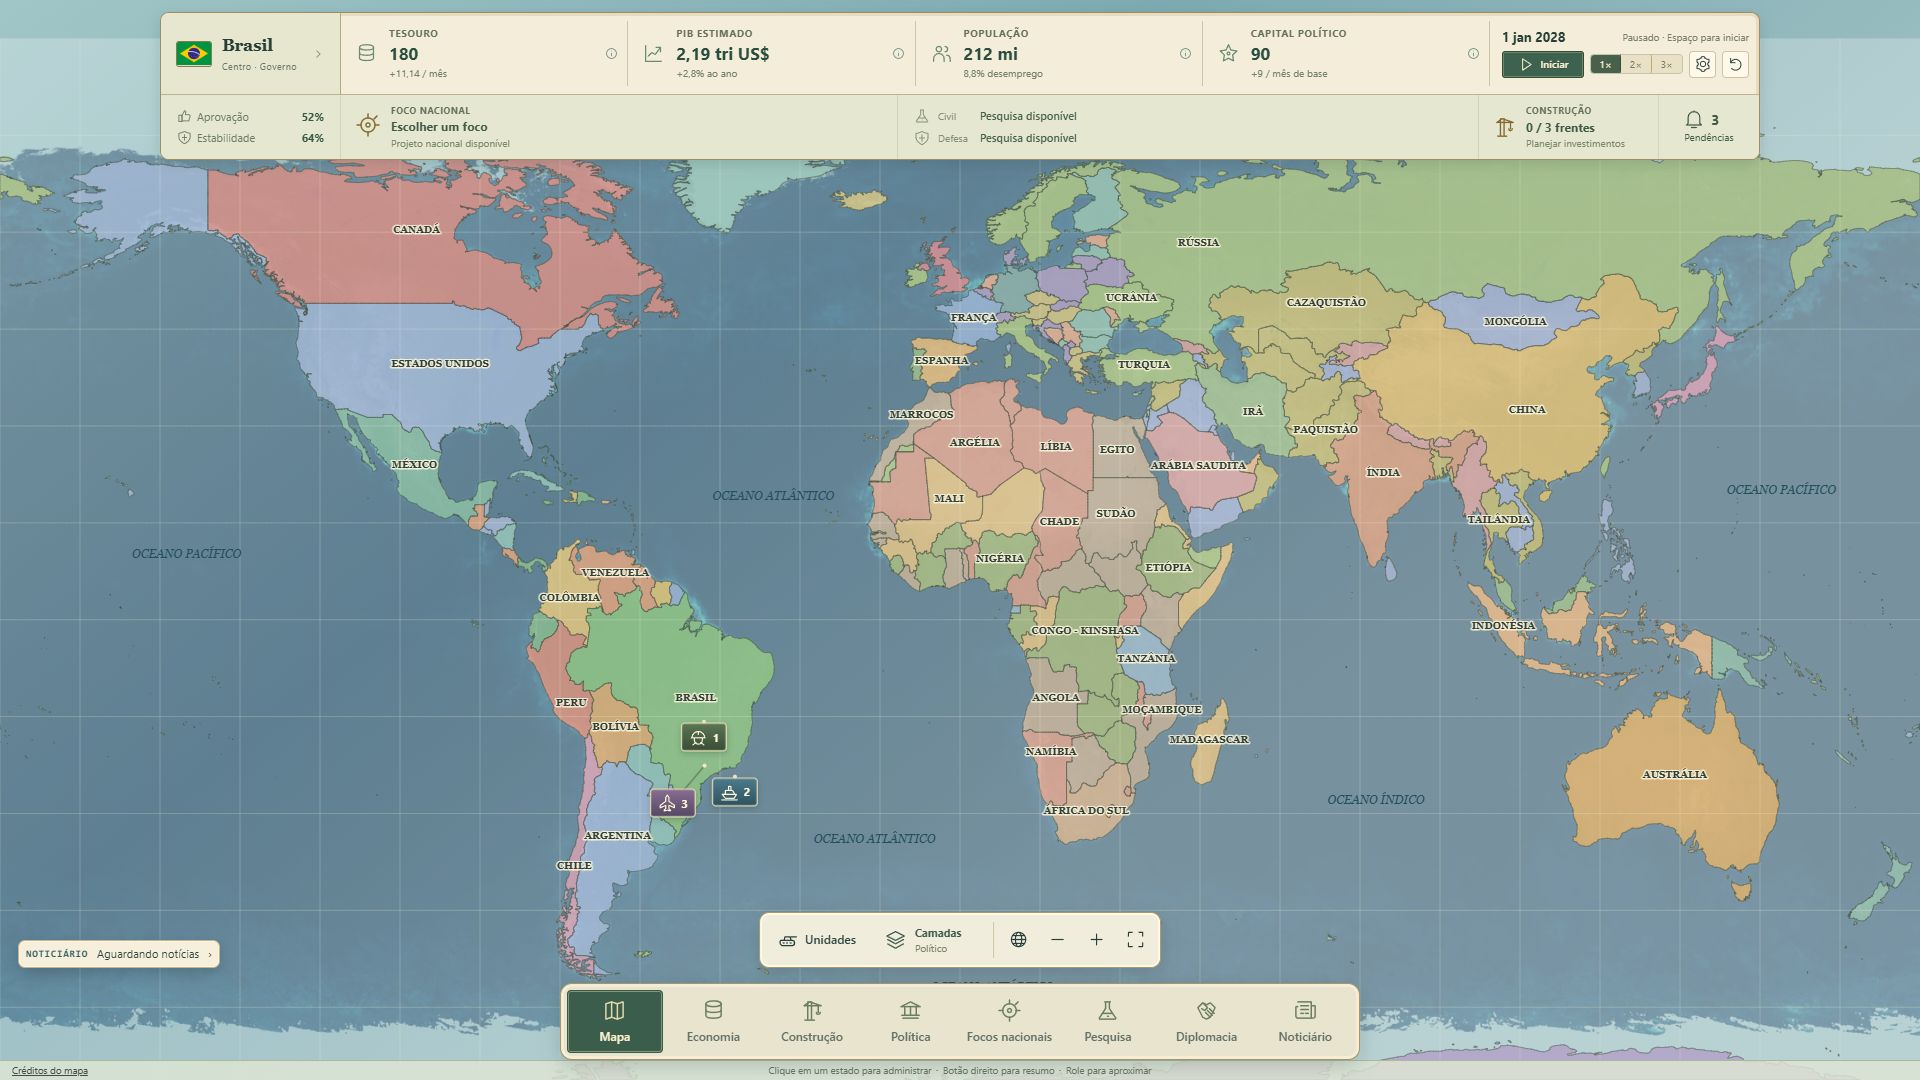 Brasil
Centro · Governo
TESOURO
180
+11,14 / mês
PIB ESTIMADO
2,19 tri US$
+2,8% ao ano
POPULAÇÃO
212 mi
8,8% desemprego
CAPITAL POLÍTICO
90
+9 / mês de base
1 jan 2028
Pausado · Espaço para iniciar
Iniciar
1×
2×
3×
Aprovação 52%
Estabilidade 64%
FOCO NACIONAL
Escolher um foco
Projeto nacional disponível
Civil Pesquisa disponível
Defesa Pesquisa disponível
CONSTRUÇÃO
0 / 3 frentes
Planejar investimentos
3
Pendências
CANADÁ
RÚSSIA
UCRÂNIA
CAZAQUISTÃO
FRANÇA
MONGÓLIA
ESTADOS UNIDOS
ESPANHA
TURQUIA
CHINA
IRÃ
MARROCOS
PAQUISTÃO
ARGÉLIA
LÍBIA
EGITO
MÉXICO
ARÁBIA SAUDITA
ÍNDIA
OCEANO PACÍFICO
OCEANO ATLÂNTICO
MALI
SUDÃO
CHADE
TAILÂNDIA
OCEANO PACÍFICO
NIGÉRIA
ETIÓPIA
VENEZUELA
COLÔMBIA
INDONÉSIA
CONGO - KINSHASA
TANZÂNIA
BRASIL
ANGOLA
PERU
MOÇAMBIQUE
BOLÍVIA
1
MADAGASCAR
NAMÍBIA
AUSTRÁLIA
2
3
OCEANO ÍNDICO
ÁFRICA DO SUL
ARGENTINA
OCEANO ATLÂNTICO
CHILE
Unidades
Camadas
Político
NOTICIÁRIO Aguardando notícias ›
Mapa
Economia
Construção
Política
Focos nacionais
Pesquisa
Diplomacia
Noticiário
Créditos do mapa
Clique em um estado para administrar · Botão direito para resumo · Role para aproximar